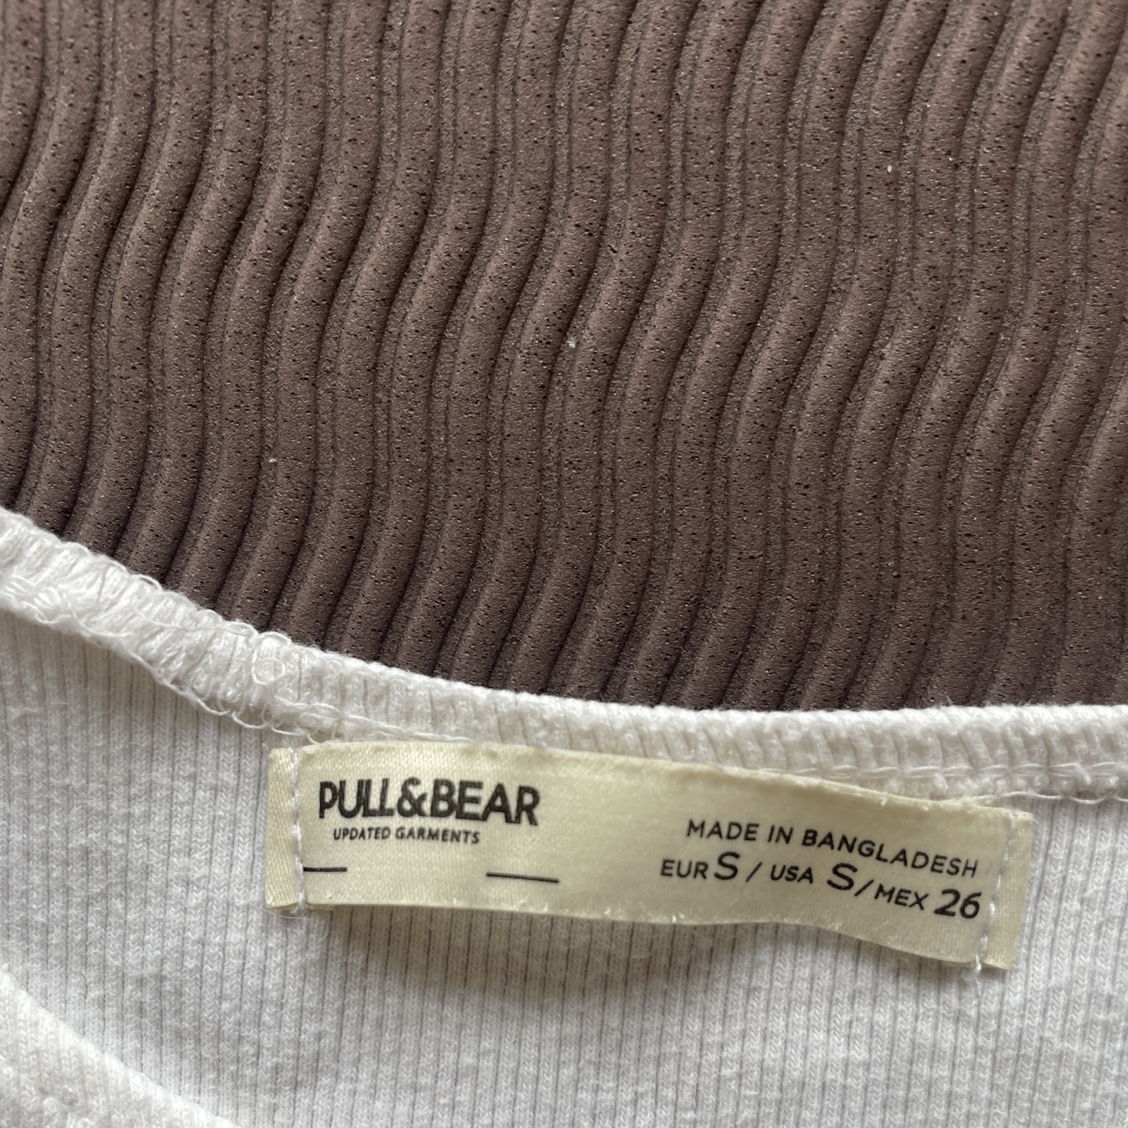 PULL&BEAR
UPDATED GARMENTS
MADE IN BANGLADESH
EUR S / USA S / MEX 26